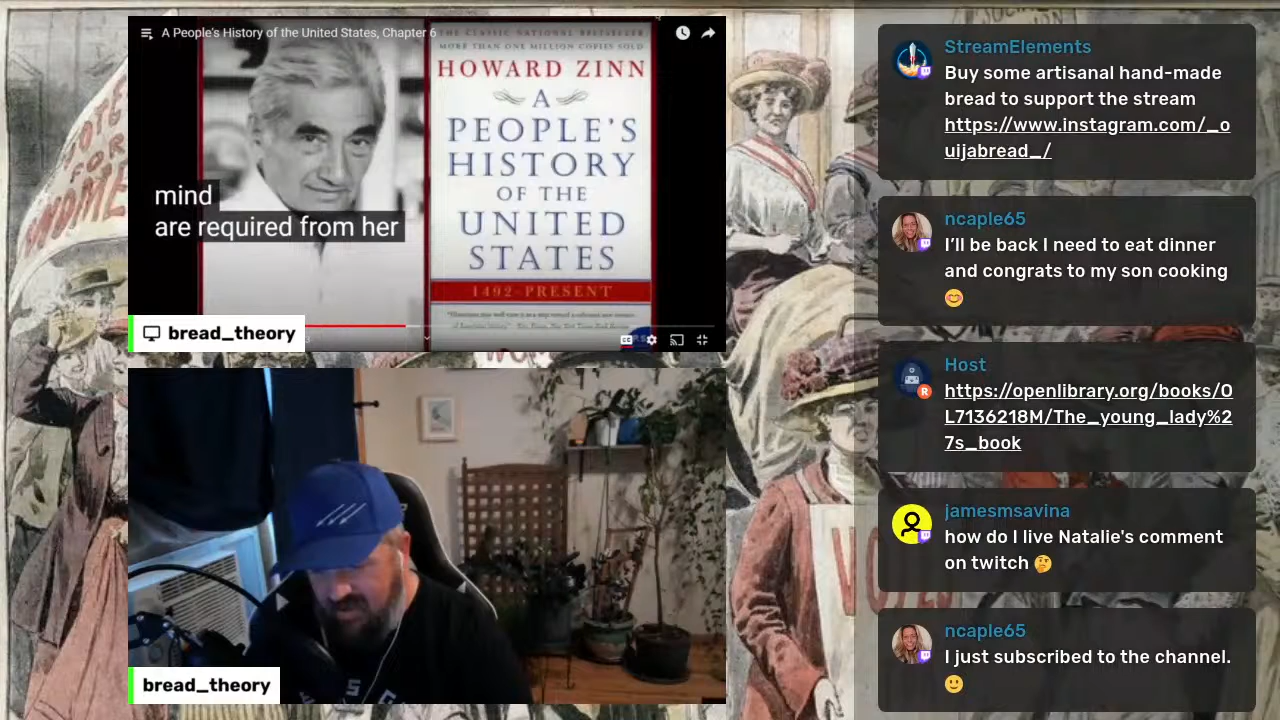 A People's History of the United States, Chapter 6
THE CLASSIC NATIONAL BESTSELLER
MORE THAN ONE MILLION COPIES SOLD
HOWARD ZINN
A
PEOPLE'S
HISTORY
OF THE
UNITED
STATES
1492–PRESENT
mind
are required from her
CC
bread_theory
bread_theory
VOTES
FOR
WOMEN
StreamElements
Buy some artisanal hand-made
bread to support the stream
https://www.instagram.com/_o
uijabread_/
ncaple65
I’ll be back I need to eat dinner
and congrats to my son cooking
😊
Host
https://openlibrary.org/books/O
L7136218M/The_young_lady%2
7s_book
jamesmsavina
how do I live Natalie's comment
on twitch 🤔
ncaple65
I just subscribed to the channel.
🙂